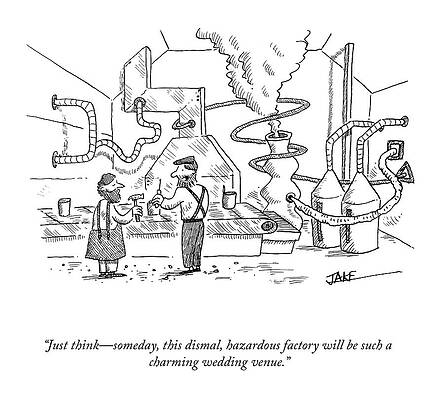 JAKE
“Just think—someday, this dismal, hazardous factory will be such a
charming wedding venue.”